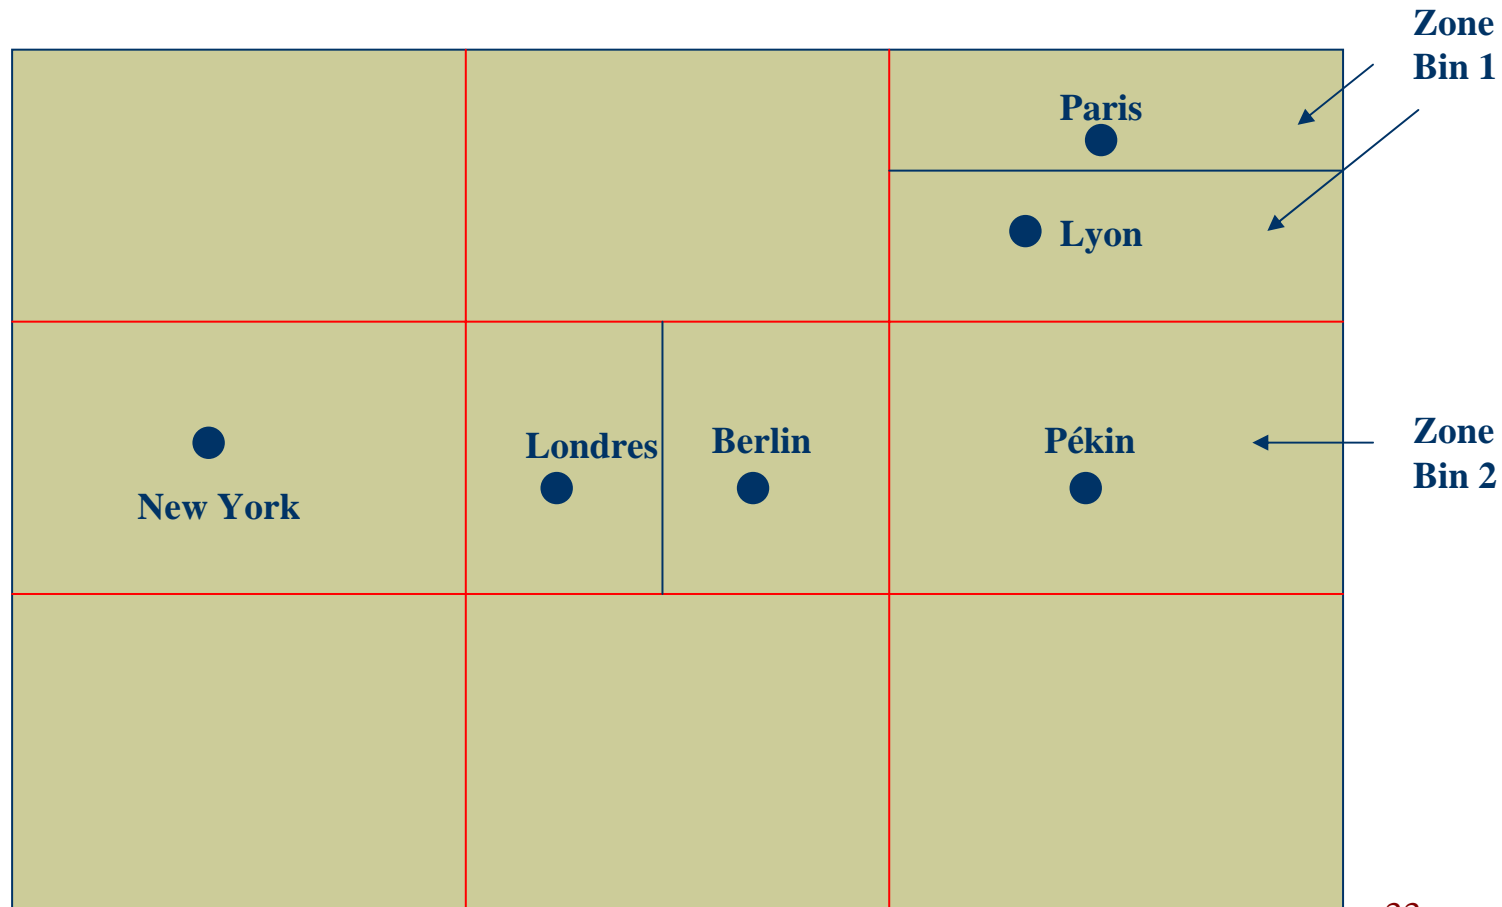 Zone
Bin 1
Paris
Lyon
Londres
Berlin
Pékin
Zone
Bin 2
New York